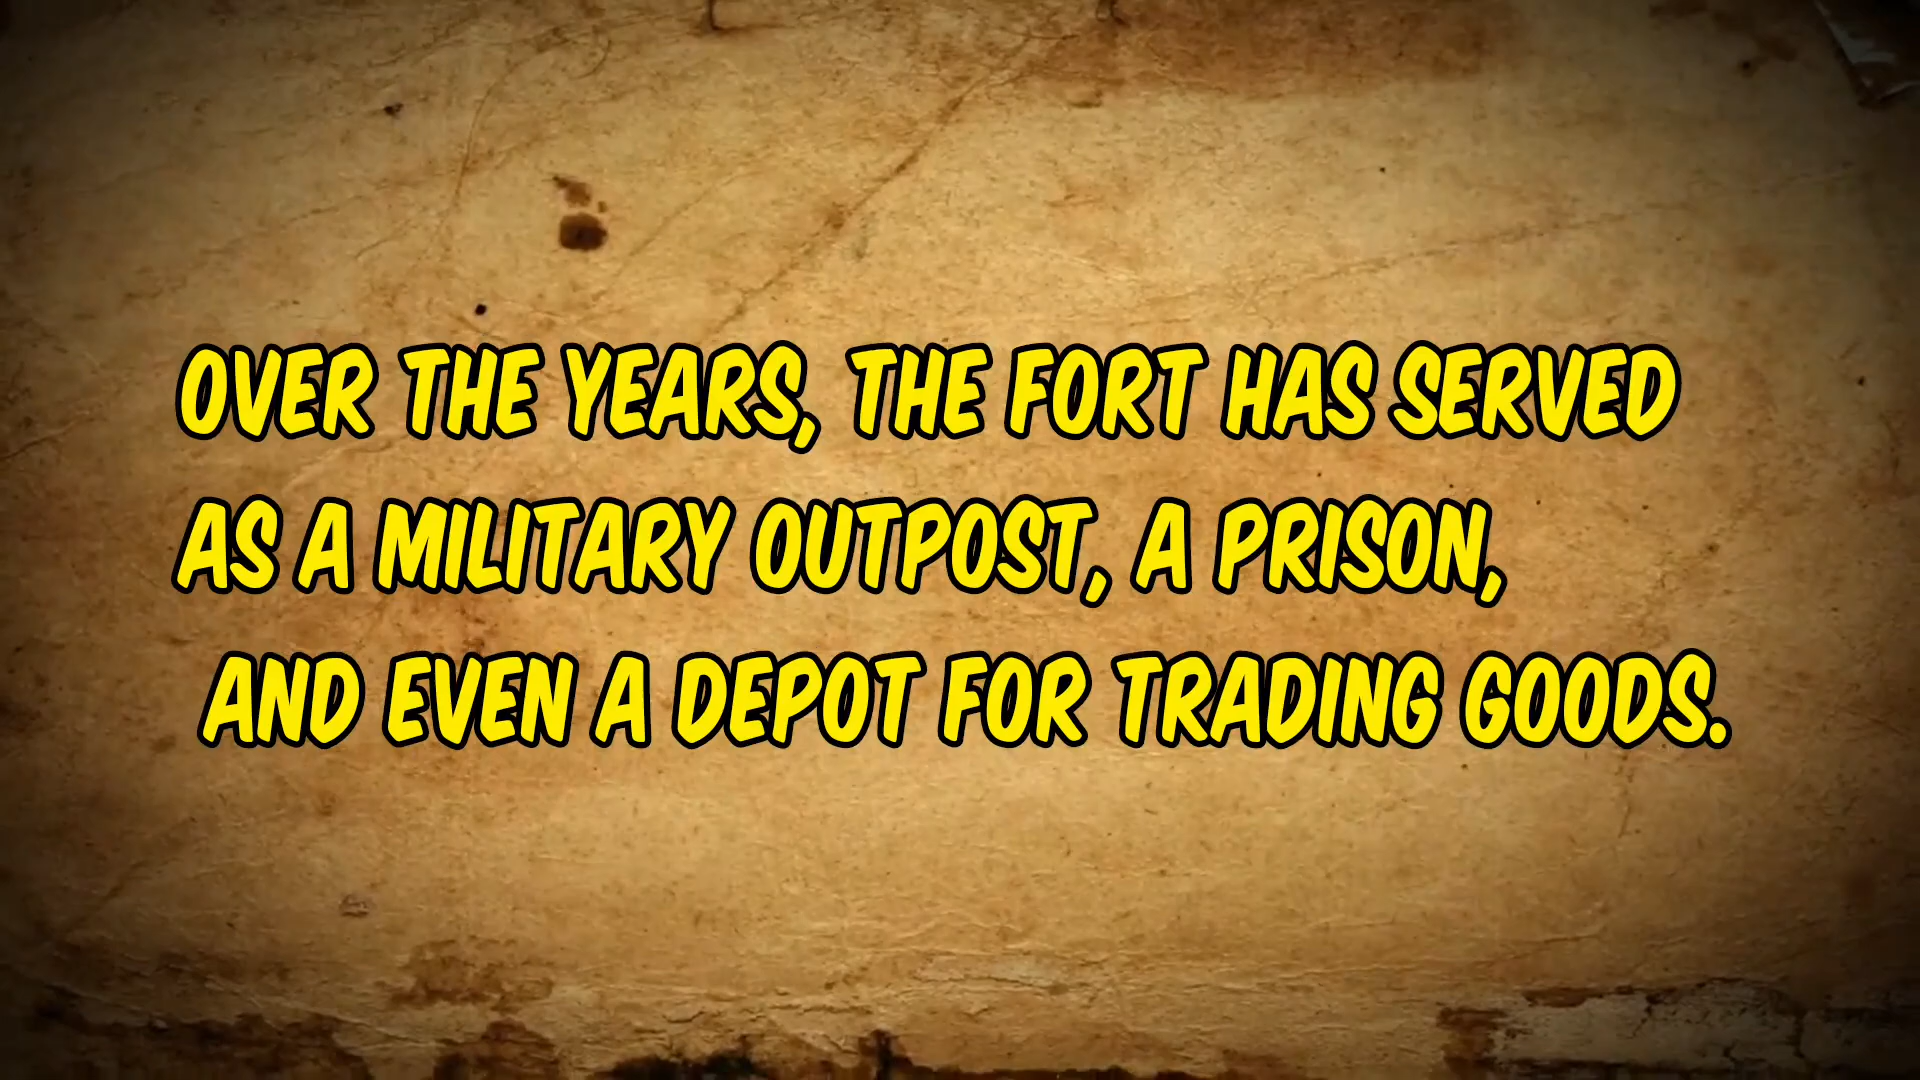 OVER THE YEARS, THE FORT HAS SERVED
AS A MILITARY OUTPOST, A PRISON,
AND EVEN A DEPOT FOR TRADING GOODS.